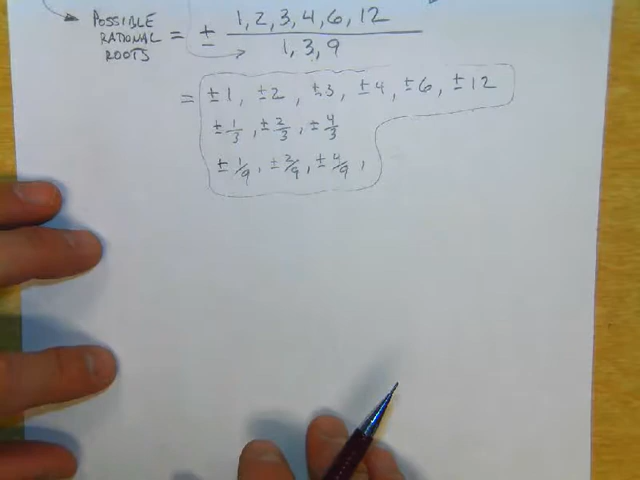 POSSIBLE RATIONAL ROOTS = ± 1, 2, 3, 4, 6, 12 / 1, 3, 9
= ±1, ±2, ±3, ±4, ±6, ±12
±1/3, ±2/3, ±4/3
±1/9, ±2/9, ±4/9,